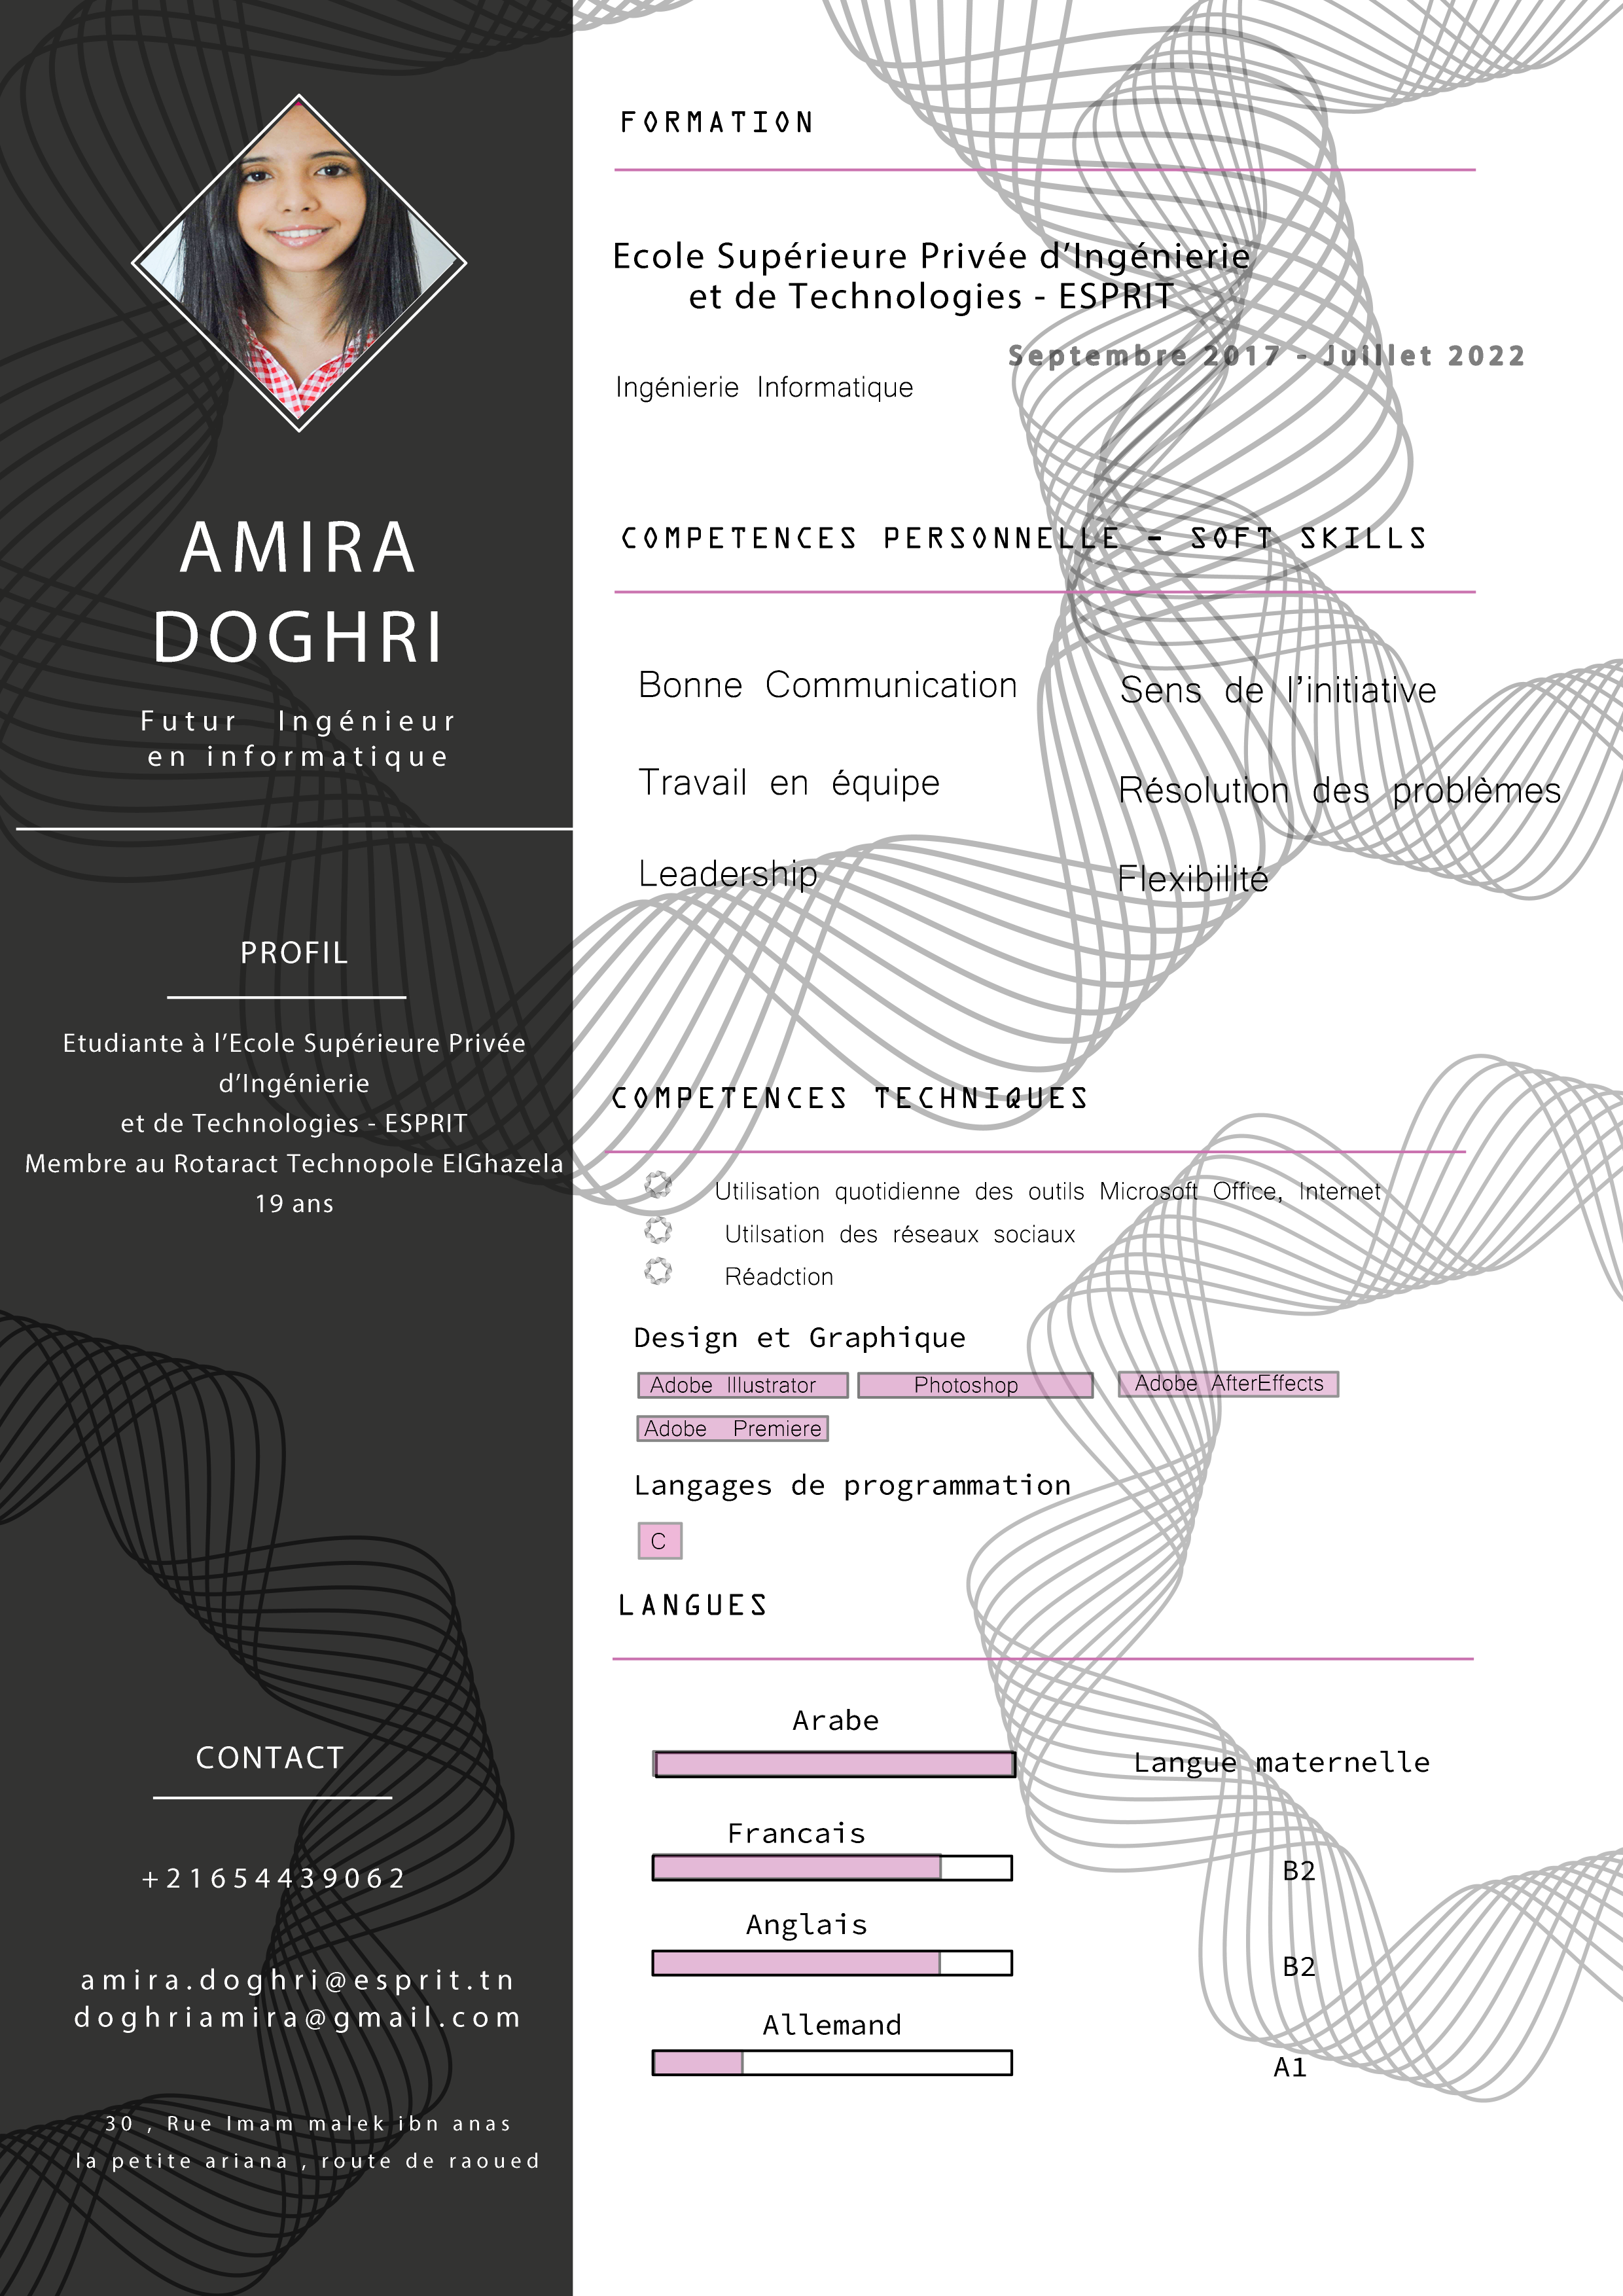 AMIRA
DOGHRI
Futur Ingénieur
en informatique
PROFIL
Etudiante à l'Ecole Supérieure Privée
d'Ingénierie
et de Technologies - ESPRIT
Membre au Rotaract Technopole ElGhazela
19 ans
CONTACT
+21654439062
amira.doghri@esprit.tn
doghriamira@gmail.com
30 , Rue Imam malek ibn anas
la petite ariana , route de raoued
FORMATION
Ecole Supérieure Privée d'Ingénierie
et de Technologies - ESPRIT
Septembre 2017 - Juillet 2022
Ingénierie Informatique
COMPETENCES PERSONNELLE - SOFT SKILLS
Bonne Communication
Sens de l'initiative
Travail en équipe
Résolution des problèmes
Leadership
Flexibilité
COMPETENCES TECHNIQUES
Utilisation quotidienne des outils Microsoft Office, Internet
Utilsation des réseaux sociaux
Réadction
Design et Graphique
Adobe Illustrator
Photoshop
Adobe AfterEffects
Adobe Premiere
Langages de programmation
C
LANGUES
Arabe
Langue maternelle
Francais
B2
Anglais
B2
Allemand
A1